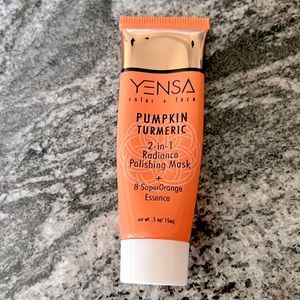 YENSA
color + face
PUMPKIN
TURMERIC
2-in-1
Radiance
Polishing Mask
+
8 SuperOrange
Essence
net wt. .5 oz/15mL